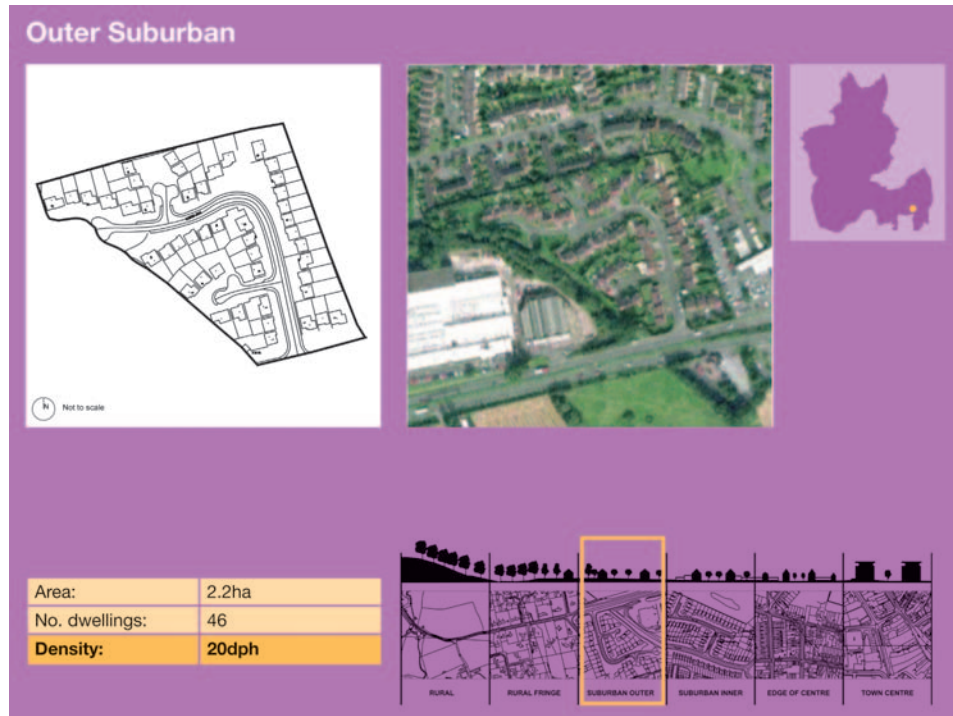 Outer Suburban
N Not to scale
Area: 2.2ha
No. dwellings: 46
Density: 20dph
RURAL RURAL FRINGE SUBURBAN OUTER SUBURBAN INNER EDGE OF CENTRE TOWN CENTRE